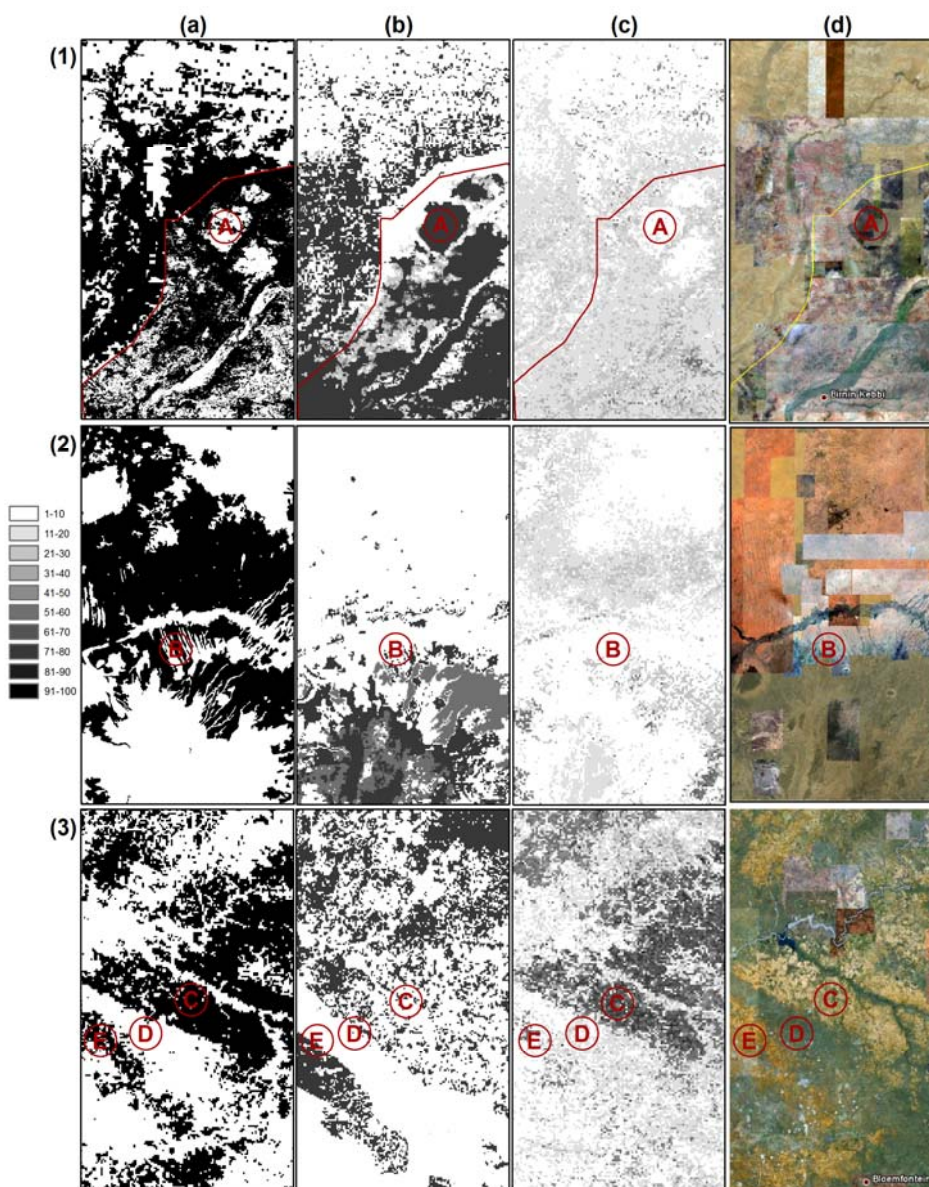 (a) (b) (c) (d)
(1)
A A A A
Birnin Kebbi
(2)
1-10
11-20
21-30
31-40
41-50
51-60
61-70
71-80
81-90
91-100
B B B B
(3)
C C C C
D D D D
E E E E
Bloemfontein